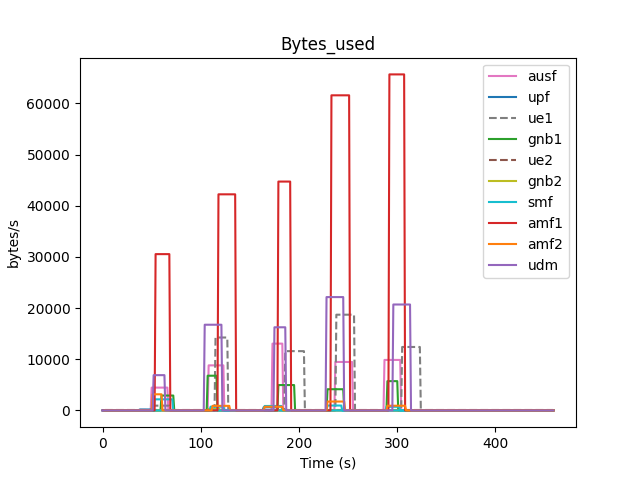 Bytes_used
60000
50000
40000
30000
20000
10000
0
bytes/s
ausf
upf
ue1
gnb1
ue2
gnb2
smf
amf1
amf2
udm
0 100 200 300 400
Time (s)